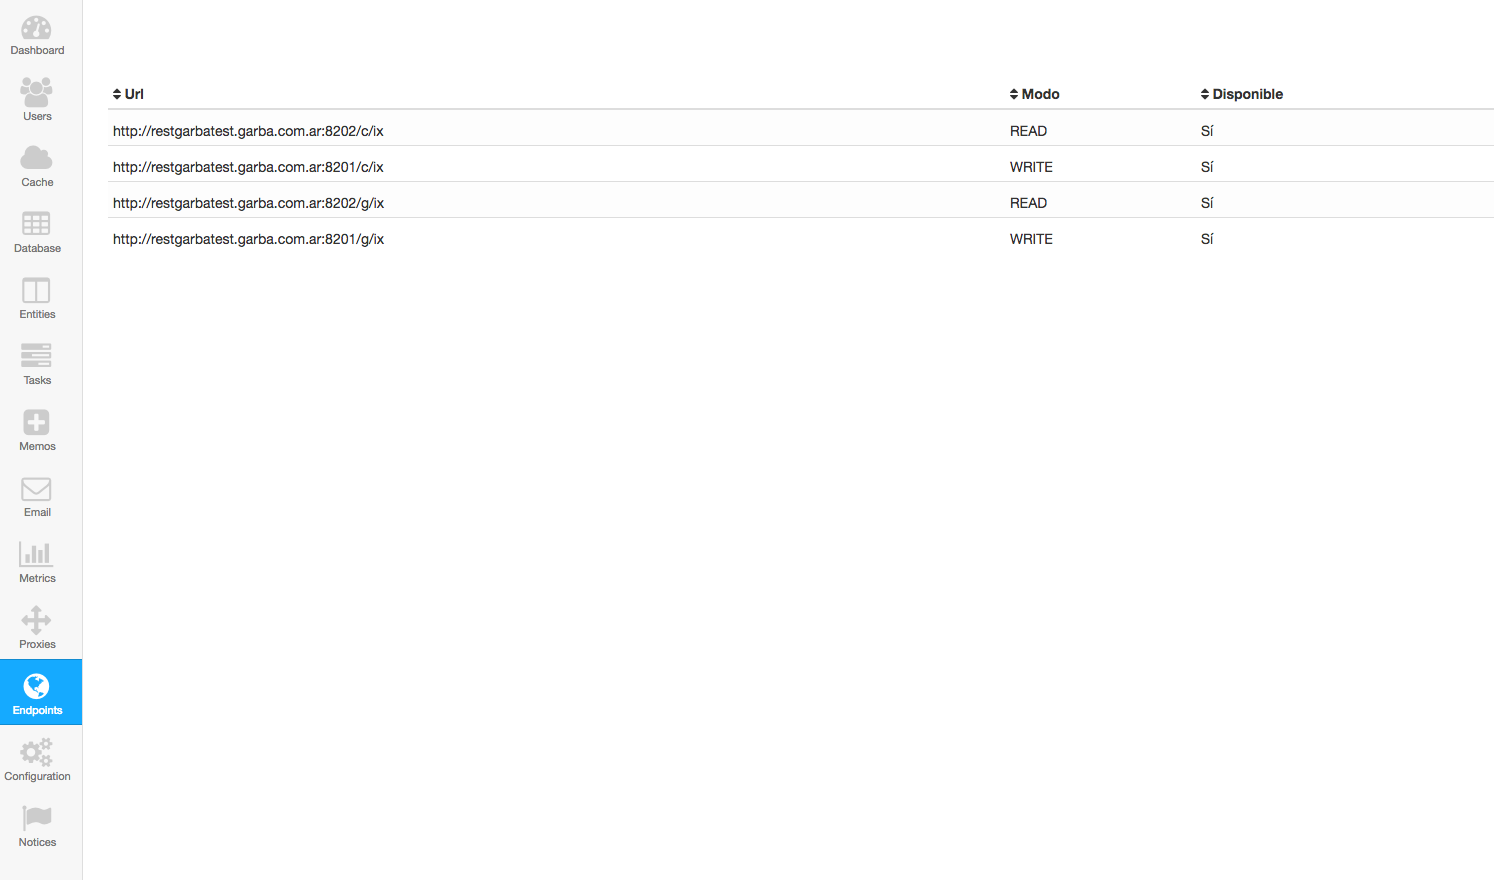 Dashboard
Users
Cache
Database
Entities
Tasks
Memos
Email
Metrics
Proxies
Endpoints
Configuration
Notices
Url Modo Disponible
http://restgarbatest.garba.com.ar:8202/c/ix READ Sí
http://restgarbatest.garba.com.ar:8201/c/ix WRITE Sí
http://restgarbatest.garba.com.ar:8202/g/ix READ Sí
http://restgarbatest.garba.com.ar:8201/g/ix WRITE Sí